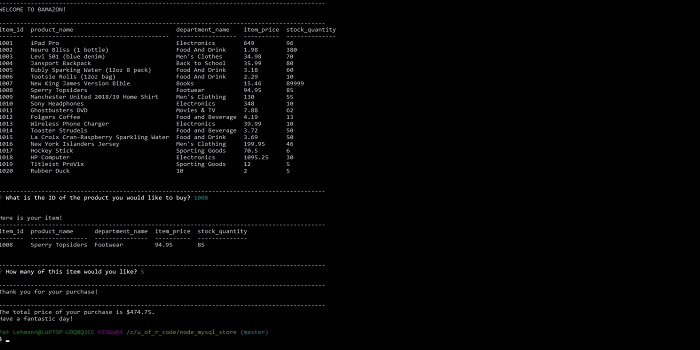 WELCOME TO BAMAZON!
item_id product_name department_name item_price stock_quantity
1001 iPad Pro Electronics 649 96
1002 Neuro Bliss (1 bottle) Food And Drink 1.98 380
1003 Levi 501 (blue denim) Men's Clothing 34.98 70
1004 Jansport Backpack Back to School 35.99 80
1005 Bubly Sparkling Water (12oz 8 pack) Food And Drink 3.18 60
1006 Tootsie Rolls (12oz bag) Food And Drink 2.29 10
1007 New King James Version Bible Books 15.46 89999
1008 Sperry Topsiders Footwear 94.95 85
1009 Manchester United 2018/19 Home Shirt Men's Clothing 130 55
1010 Sony Headphones Electronics 348 10
1011 Ghostbusters DVD Movies & TV 7.88 62
1012 Folgers Coffee Food and Beverage 4.19 13
1013 Wireless Phone Charger Electronics 39.99 10
1014 Toaster Strudels Food and Beverage 3.72 50
1015 La Croix Cran-Raspberry Sparkling Water Food And Drink 3.69 50
1016 New York Islanders Jersey Men's Clothing 199.95 46
1017 Hockey Stick Sporting Goods 70.5 6
1018 HP Computer Electronics 1095.25 30
1019 Titleist ProVix Sporting Goods 12 5
1020 Rubber Duck 10 2 5
? What is the ID of the product you would like to buy? 1008
Here is your item!
item_id product_name department_name item_price stock_quantity
1008 Sperry Topsiders Footwear 94.95 85
? How many of this item would you like? 5
Thank you for your purchase!
The total price of your purchase is $474.75.
Have a fantastic day!
Pat Lehmann@LAPTOP-UOQBQ3CC MINGW64 /c/u_of_r_code/node_mysql_store (master)
$